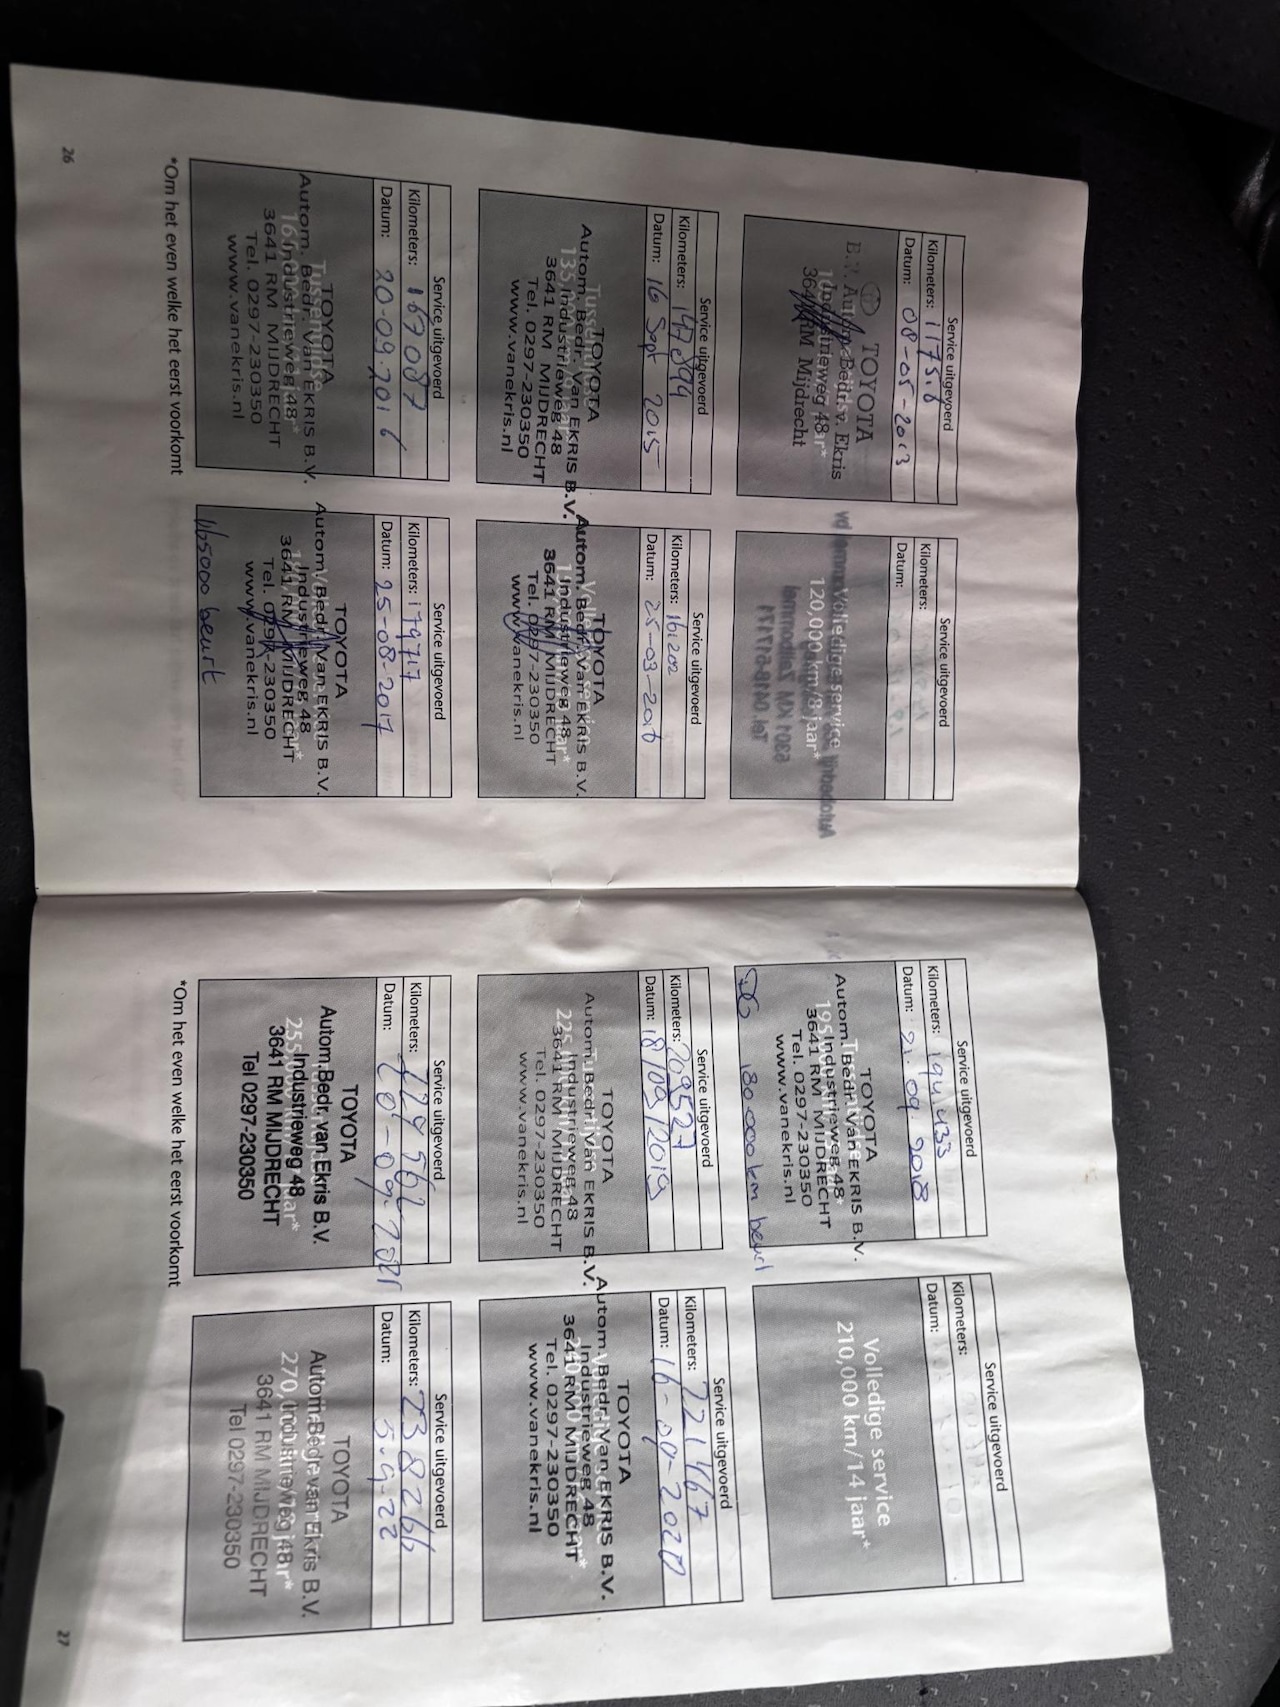 Service uitgevoerd
Kilometers: 117516
Datum: 08-05-2013
TOYOTA
Autom. Bedr. v. Ekris
Industrieweg 48
3641 RM Mijdrecht
Service uitgevoerd
Kilometers:
Datum:
Volledige service
120,000 km/8 jaar*
Service uitgevoerd
Kilometers: 147894
Datum: 16 Sept 2015
TOYOTA
Autom. Bedr. Van EKRIS B.V.
Industrieweg 48
3641 RM MIJDRECHT
Tel. 0297-230350
www.vanekris.nl
Service uitgevoerd
Kilometers: 161202
Datum: 25-03-2016
TOYOTA
Autom. Bedr. Van EKRIS B.V.
Industrieweg 48
3641 RM MIJDRECHT
Tel. 0297-230350
www.vanekris.nl
Service uitgevoerd
Kilometers: 167087
Datum: 20-09-2016
TOYOTA
Autom. Bedr. Van EKRIS B.V.
Industrieweg 48
3641 RM MIJDRECHT
Tel. 0297-230350
www.vanekris.nl
Service uitgevoerd
Kilometers: 179717
Datum: 25-08-2017
TOYOTA
Autom. Bedr. Van EKRIS B.V.
Industrieweg 48
3641 RM MIJDRECHT
Tel. 0297-230350
www.vanekris.nl
165000 beurt
*Om het even welke het eerst voorkomt
26
Service uitgevoerd
Kilometers: 194433
Datum: 21.09.2018
TOYOTA
Autom. Bedr. Van EKRIS B.V.
Industrieweg 48
3641 RM MIJDRECHT
Tel. 0297-230350
www.vanekris.nl
180.000 km beurt
Service uitgevoerd
Kilometers:
Datum:
Volledige service
210,000 km/14 jaar*
Service uitgevoerd
Kilometers: 209527
Datum: 18/09/2019
TOYOTA
Autom. Bedr. Van EKRIS B.V.
Industrieweg 48
3641 RM MIJDRECHT
Tel. 0297-230350
www.vanekris.nl
Service uitgevoerd
Kilometers: 221467
Datum: 16-09-2020
TOYOTA
Autom. Bedr. Van EKRIS B.V.
Industrieweg 48
3641 RM MIJDRECHT
Tel. 0297-230350
www.vanekris.nl
Service uitgevoerd
Kilometers: 229562
Datum: 10-09-2021
TOYOTA
Autom. Bedr. van Ekris B.V.
Industrieweg 48
3641 RM MIJDRECHT
Tel 0297-230350
Service uitgevoerd
Kilometers: 238266
Datum: 5-9-22
TOYOTA
Autom. Bedr. van Ekris B.V.
Industrieweg 48
3641 RM MIJDRECHT
Tel 0297-230350
*Om het even welke het eerst voorkomt
27